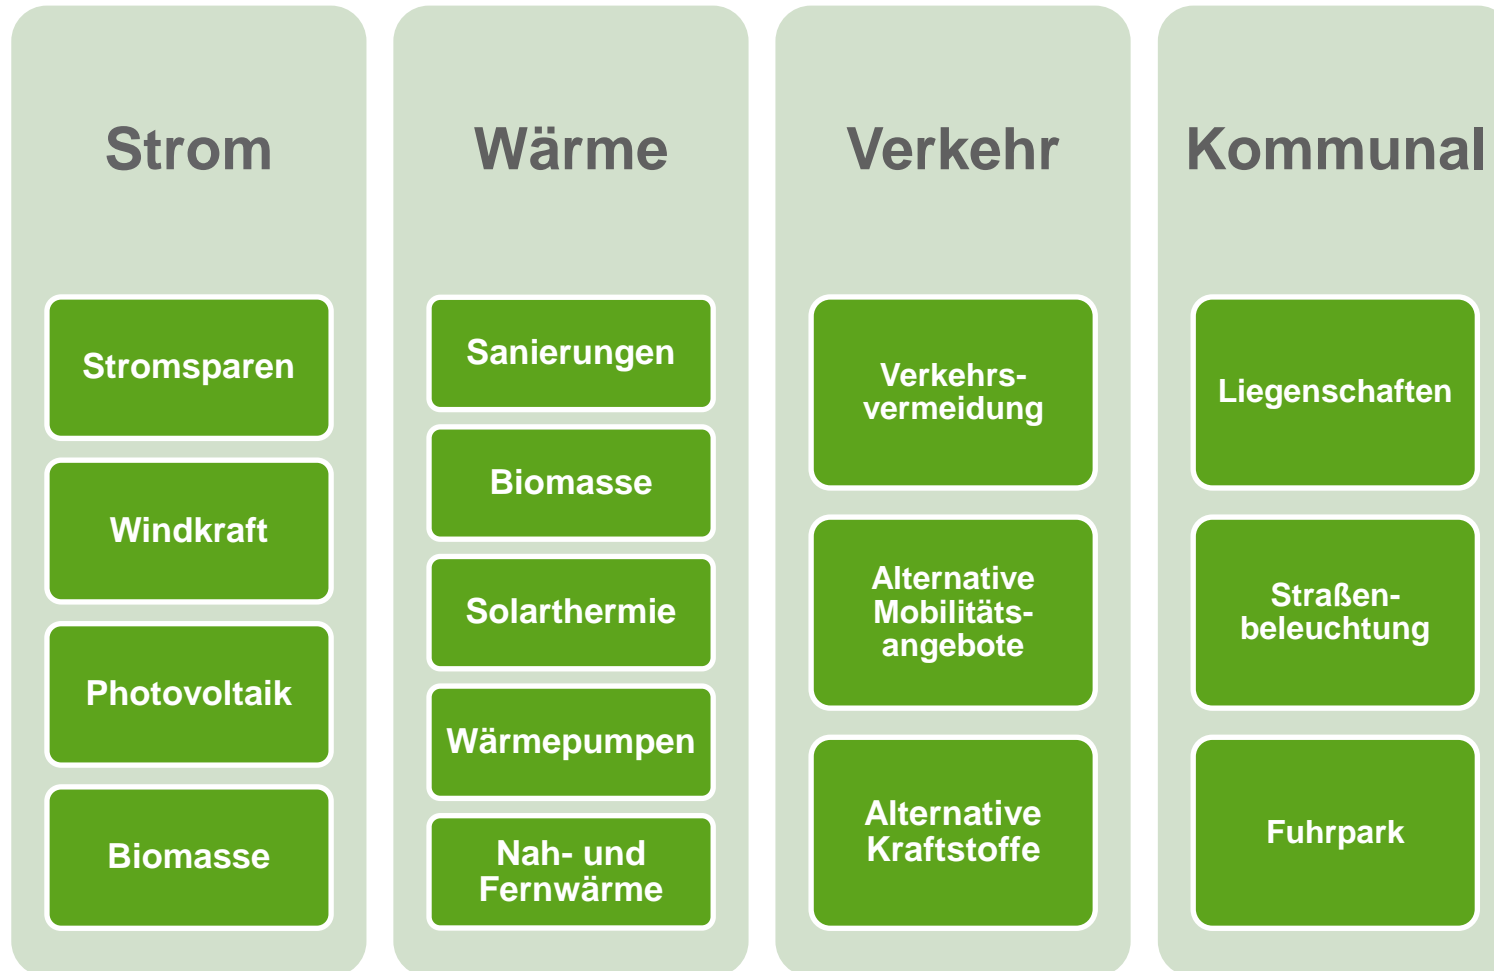 Strom
Stromsparen
Windkraft
Photovoltaik
Biomasse
Wärme
Sanierungen
Biomasse
Solarthermie
Wärmepumpen
Nah- und
Fernwärme
Verkehr
Verkehrs-
vermeidung
Alternative
Mobilitäts-
angebote
Alternative
Kraftstoffe
Kommunal
Liegenschaften
Straßen-
beleuchtung
Fuhrpark